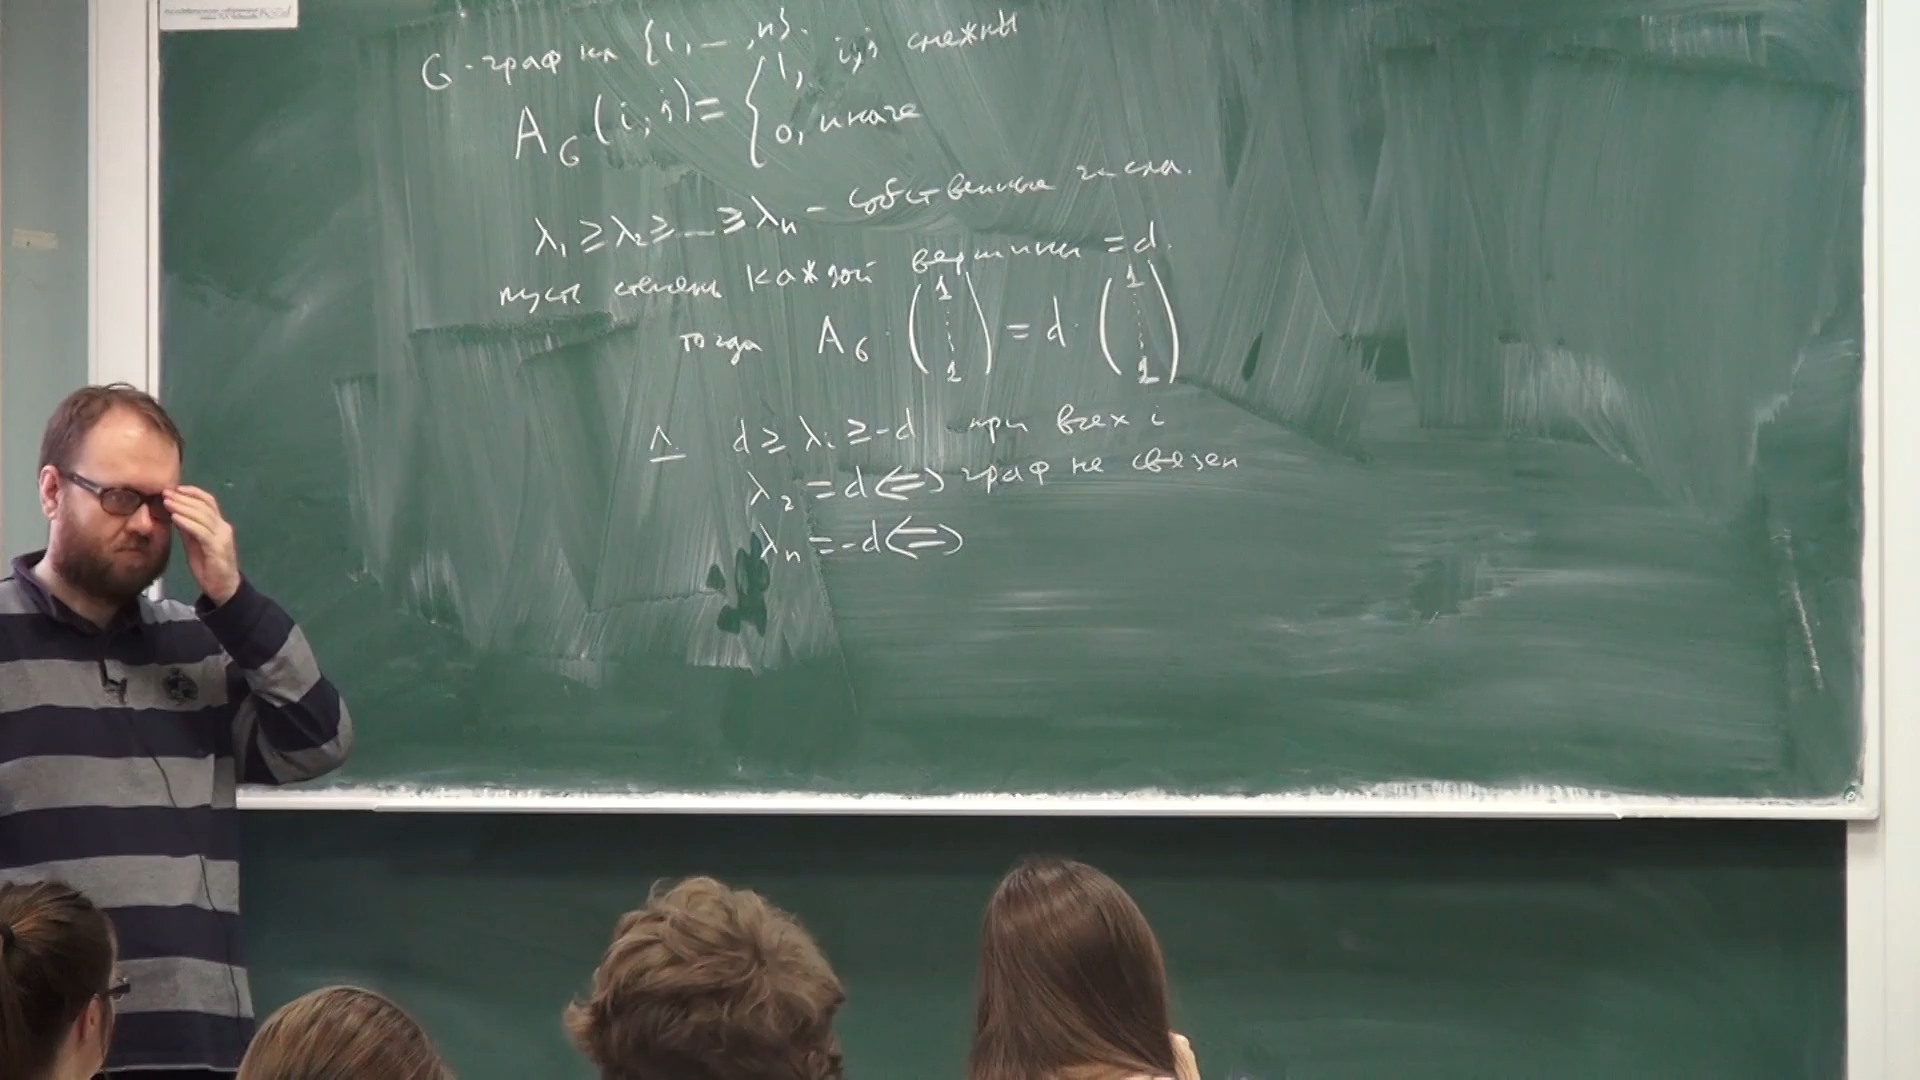 G - граф на {1, ..., n}.
A_G (i, j) = { 1, i, j смежны
0, иначе
λ₁ ≥ λ₂ ≥ ... ≥ λₙ - собственные числа.
пусть степень каждой вершины = d.
тогда A_G · (1 ⋮ 1) = d · (1 ⋮ 1)
Л. d ≥ λᵢ ≥ -d при всех i
λ₂ = d ⇔ граф не связен
λₙ = -d ⇔